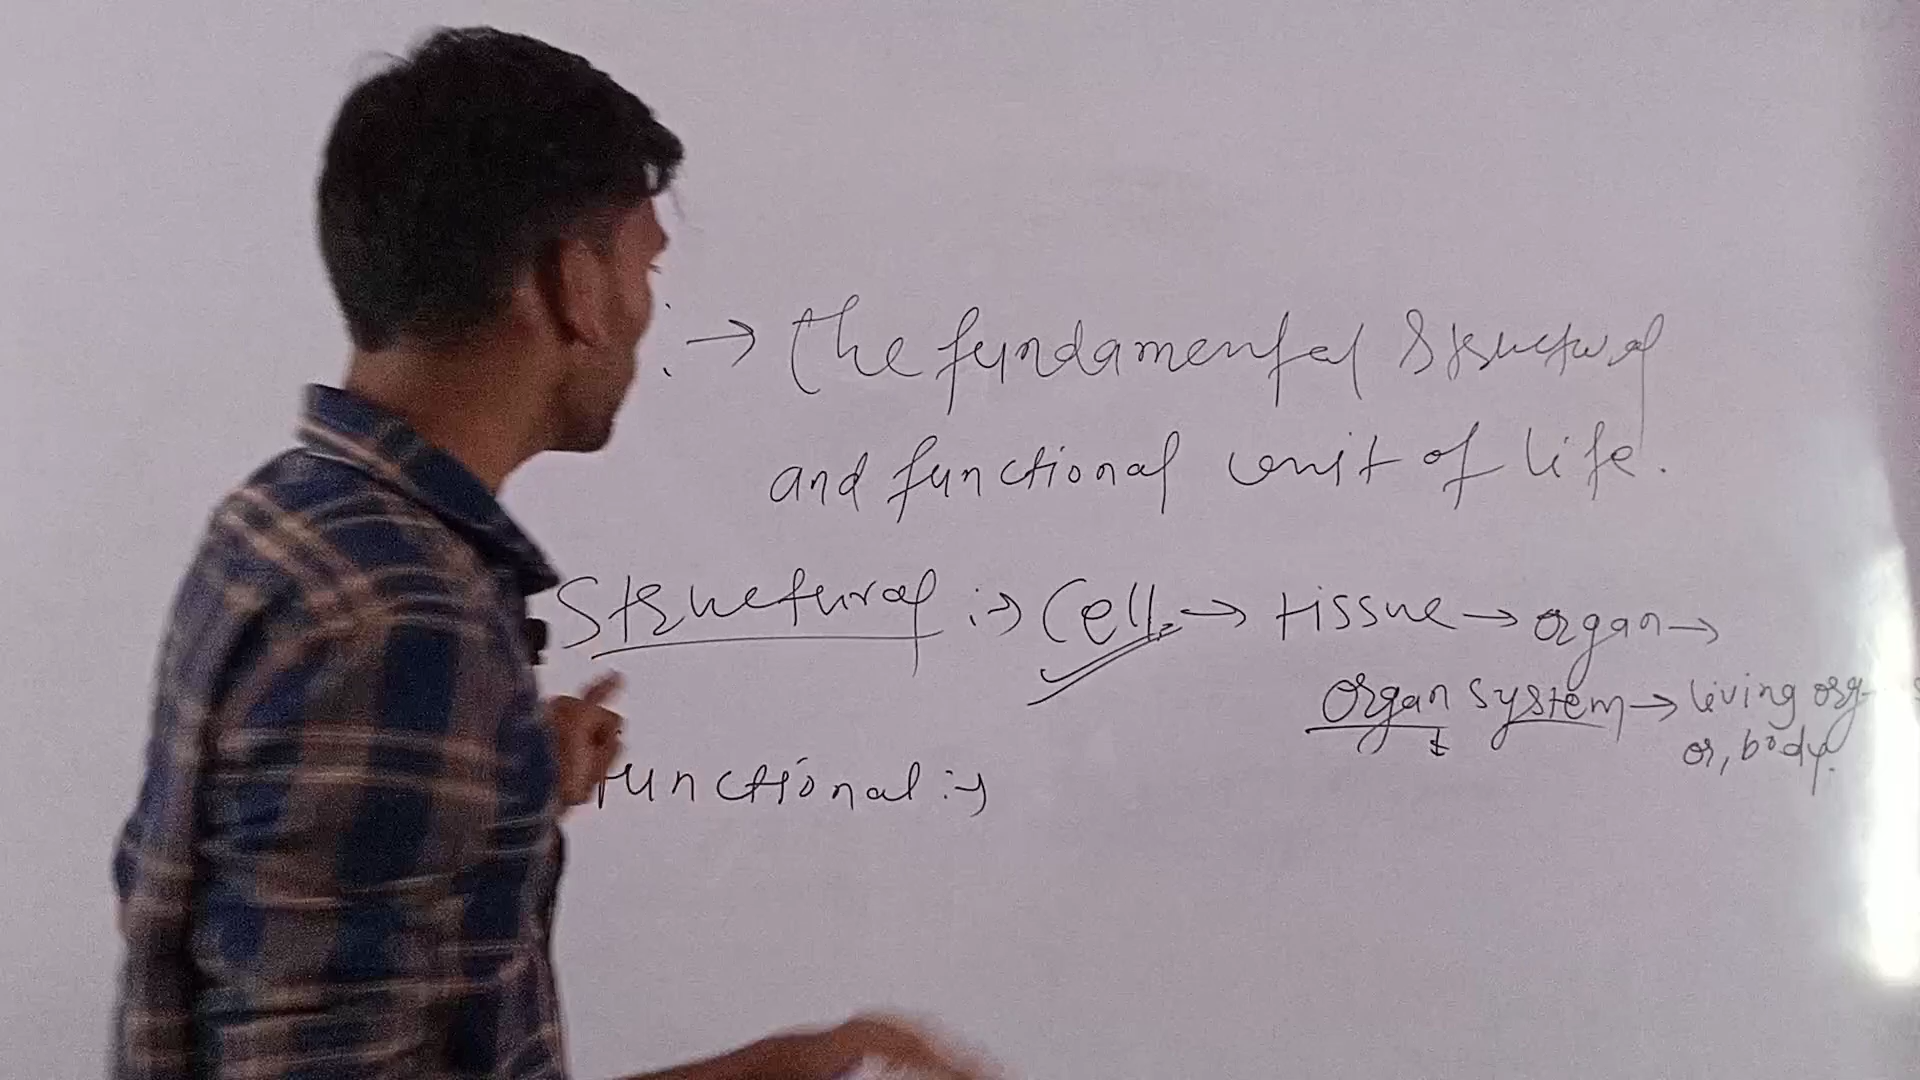 :→ The fundamental structural
and functional unit of life.
Structural :→ Cell → tissue → organ →
organ system → living org
or, body.
functional :→